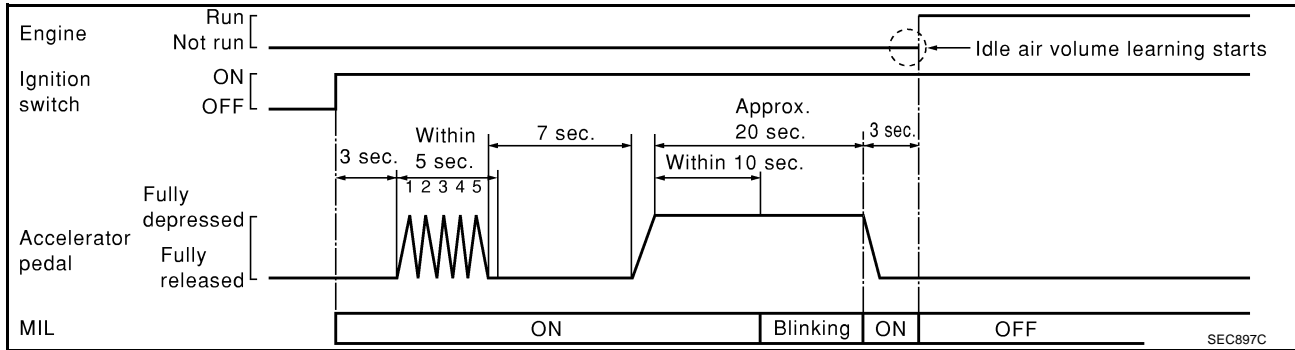 Engine
Run
Not run
Idle air volume learning starts
Ignition
switch
ON
OFF
3 sec.
Within
5 sec.
1 2 3 4 5
7 sec.
Approx.
20 sec.
Within 10 sec.
3 sec.
Accelerator
pedal
Fully
depressed
Fully
released
MIL
ON
Blinking
ON
OFF
SEC897C